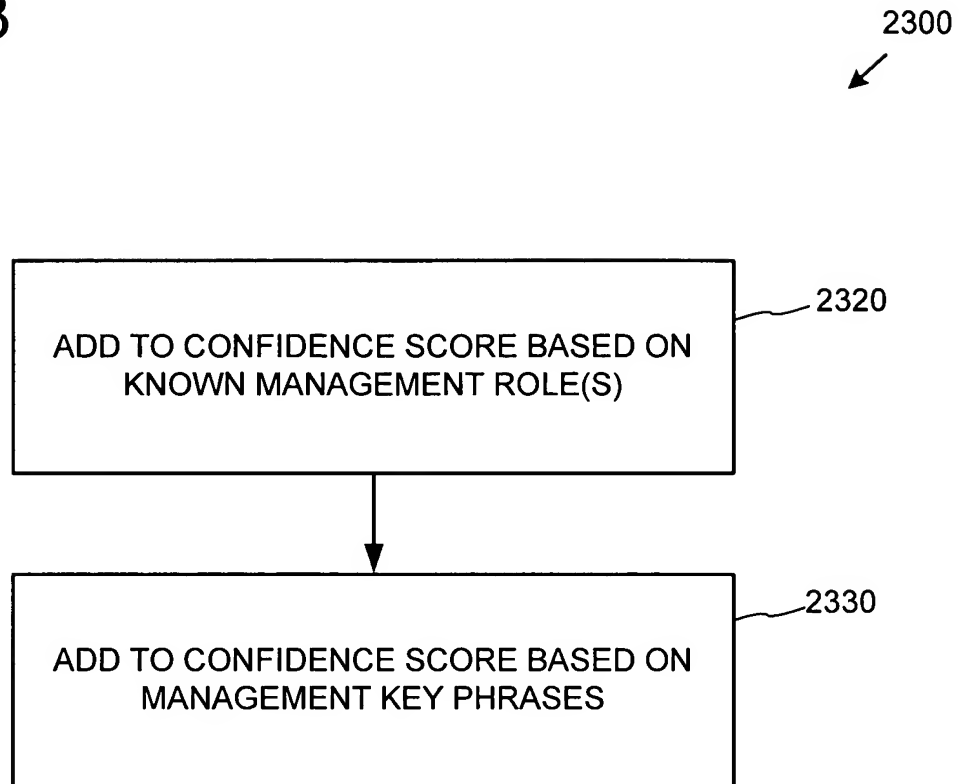 2300
2320
ADD TO CONFIDENCE SCORE BASED ON
KNOWN MANAGEMENT ROLE(S)
2330
ADD TO CONFIDENCE SCORE BASED ON
MANAGEMENT KEY PHRASES